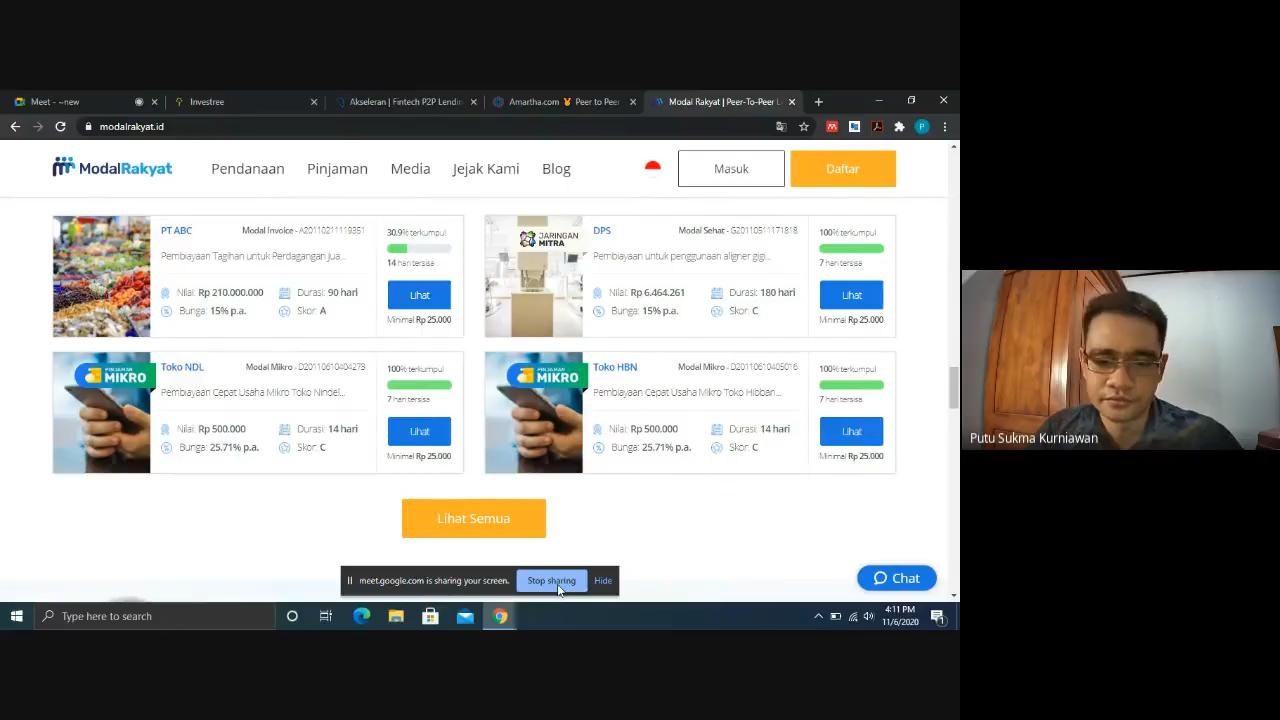 Meet - ~new
Investree
Akseleran | Fintech P2P Lendin
Amartha.com 🏅 Peer to Peer
Modal Rakyat | Peer-To-Peer L
modalrakyat.id
ModalRakyat
Pendanaan
Pinjaman
Media
Jejak Kami
Blog
Masuk
Daftar
PT ABC
Modal Invoice - A20110211119351
Pembiayaan Tagihan untuk Perdagangan Jua...
Nilai: Rp 210.000.000
Durasi: 90 hari
Bunga: 15% p.a.
Skor: A
30.9% terkumpul
14 hari tersisa
Lihat
Minimal Rp 25.000
JARINGAN
MITRA
DPS
Modal Sehat - G20110511171818
Pembiayaan untuk penggunaan aligner gigi...
Nilai: Rp 6.464.261
Durasi: 180 hari
Bunga: 15% p.a.
Skor: C
100% terkumpul
7 hari tersisa
Lihat
Minimal Rp 25.000
PINJAMAN
MIKRO
Toko NDL
Modal Mikro - D20110610404273
Pembiayaan Cepat Usaha Mikro Toko Nindel...
Nilai: Rp 500.000
Durasi: 14 hari
Bunga: 25.71% p.a.
Skor: C
100% terkumpul
7 hari tersisa
Lihat
Minimal Rp 25.000
PINJAMAN
MIKRO
Toko HBN
Modal Mikro - D20110610405016
Pembiayaan Cepat Usaha Mikro Toko Hibban...
Nilai: Rp 500.000
Durasi: 14 hari
Bunga: 25.71% p.a.
Skor: C
100% terkumpul
7 hari tersisa
Lihat
Minimal Rp 25.000
Lihat Semua
meet.google.com is sharing your screen.
Stop sharing
Hide
Chat
Type here to search
4:11 PM
11/6/2020
Putu Sukma Kurniawan